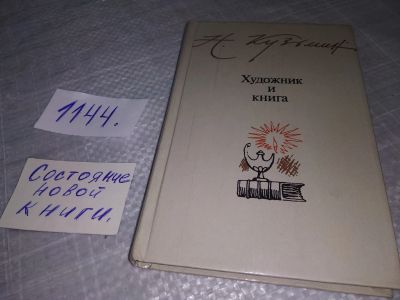 1144.
Состояние
новой
книги.
Н. Кузьмин
Художник
и
книга